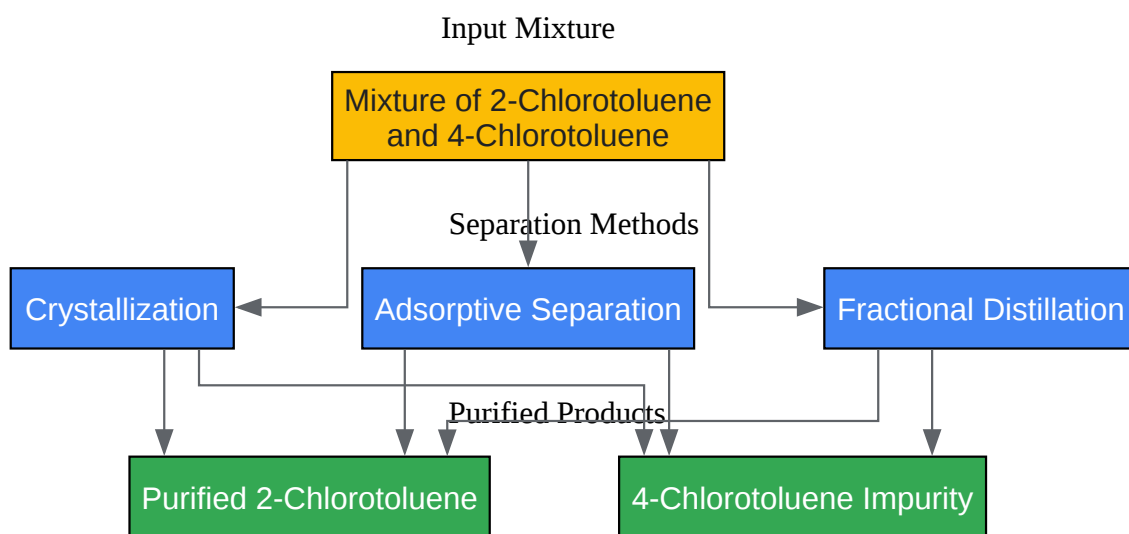 Input Mixture
Mixture of 2-Chlorotoluene
and 4-Chlorotoluene
Separation Methods
Crystallization
Adsorptive Separation
Fractional Distillation
Purified Products
Purified 2-Chlorotoluene
4-Chlorotoluene Impurity